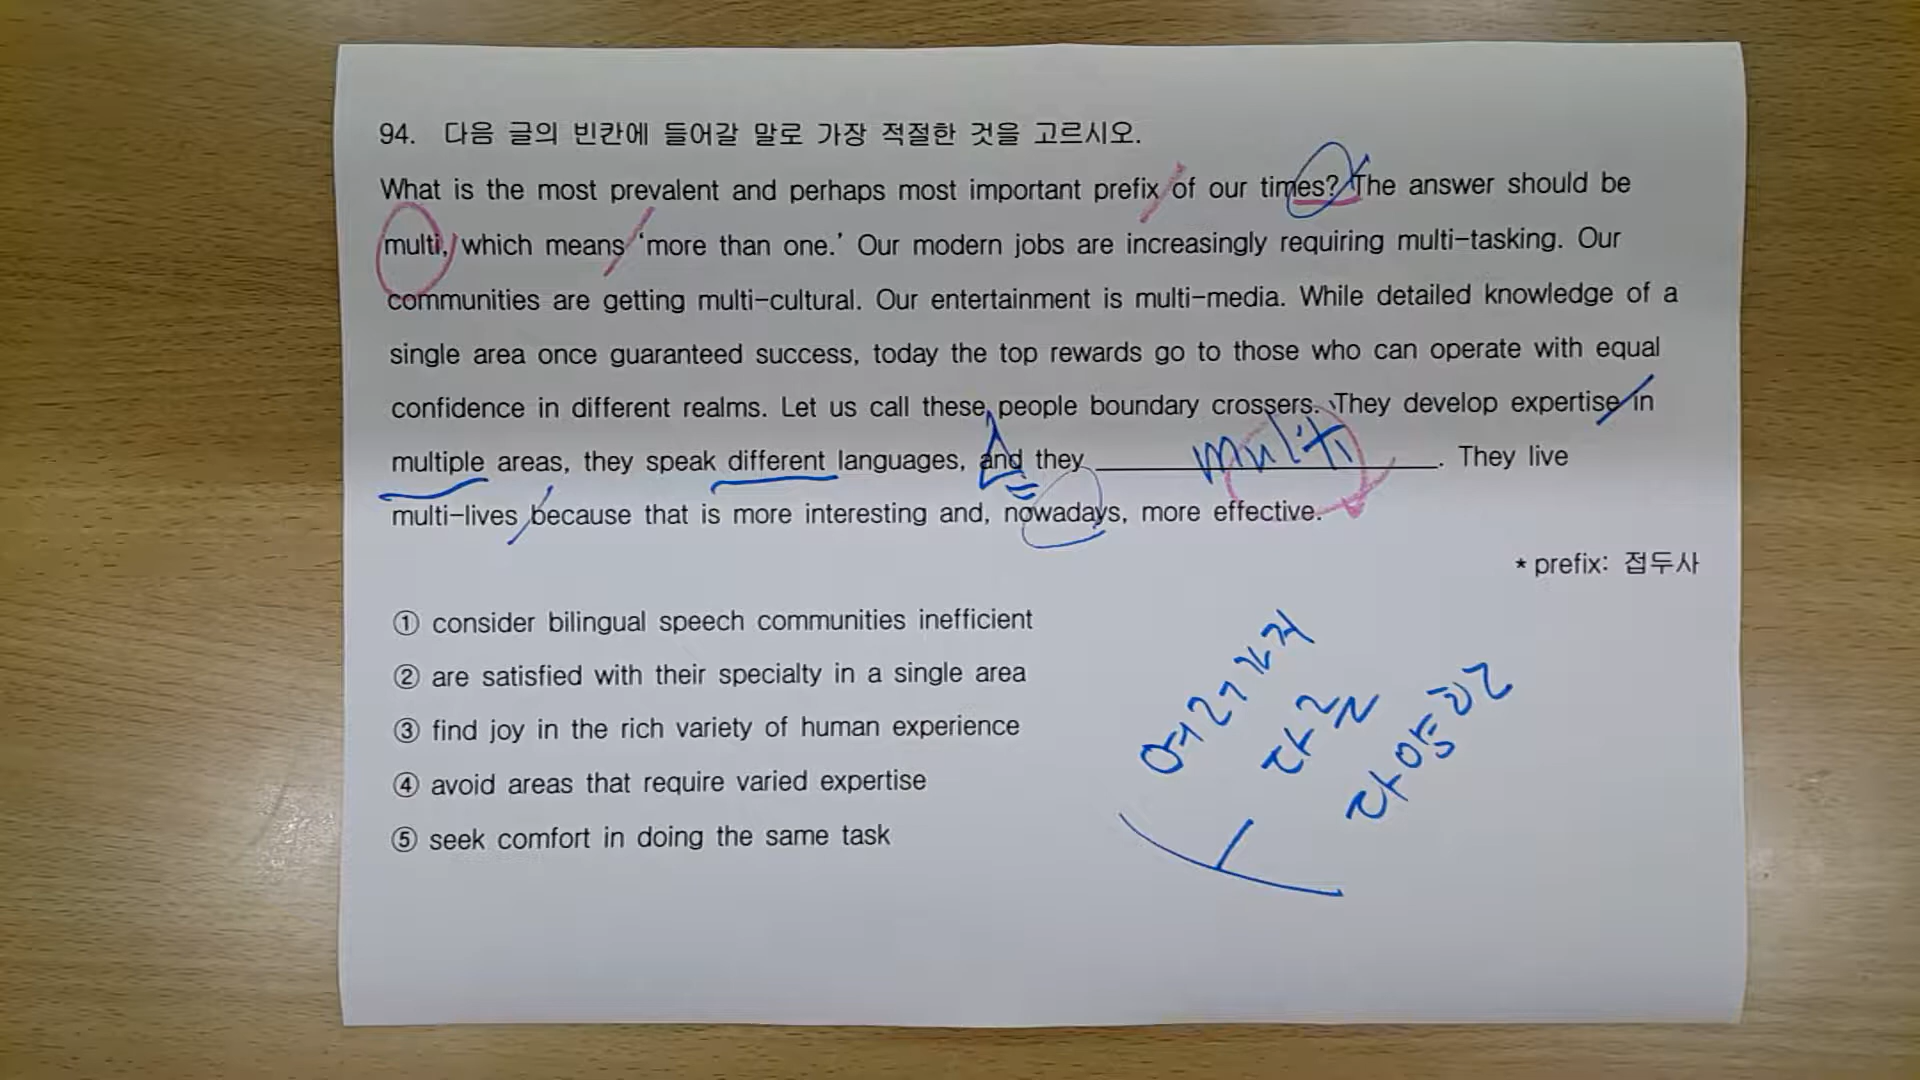 94. 다음 글의 빈칸에 들어갈 말로 가장 적절한 것을 고르시오.
What is the most prevalent and perhaps most important prefix of our times? The answer should be
multi, which means ‘more than one.’ Our modern jobs are increasingly requiring multi-tasking. Our
communities are getting multi-cultural. Our entertainment is multi-media. While detailed knowledge of a
single area once guaranteed success, today the top rewards go to those who can operate with equal
confidence in different realms. Let us call these people boundary crossers. They develop expertise in
multiple areas, they speak different languages, and they multi. They live
multi-lives because that is more interesting and, nowadays, more effective.
* prefix: 접두사
① consider bilingual speech communities inefficient
② are satisfied with their specialty in a single area
③ find joy in the rich variety of human experience
④ avoid areas that require varied expertise
⑤ seek comfort in doing the same task
여러가지
다른
다양한